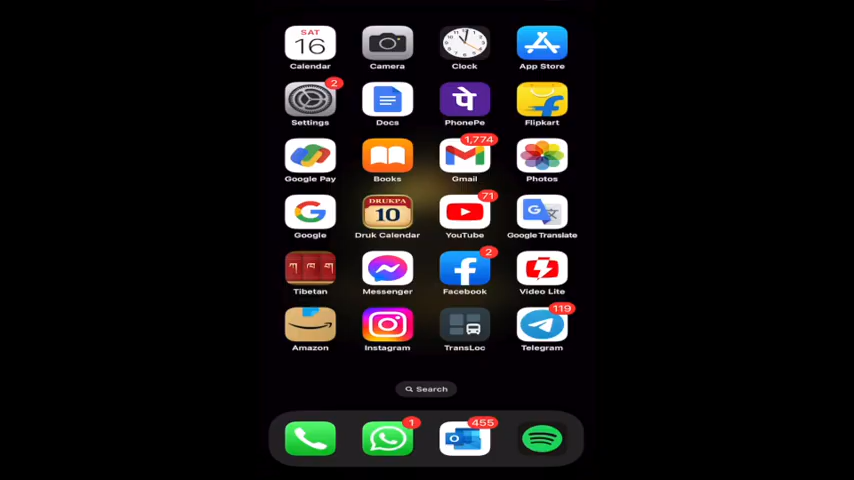 SAT
16
Calendar Camera Clock App Store
2
Settings Docs PhonePe Flipkart
1,774
Google Pay Books Gmail Photos
DRUKPA
10
71
Google Druk Calendar YouTube Google Translate
2
Tibetan Messenger Facebook Video Lite
119
Amazon Instagram TransLoc Telegram
Search
1 455